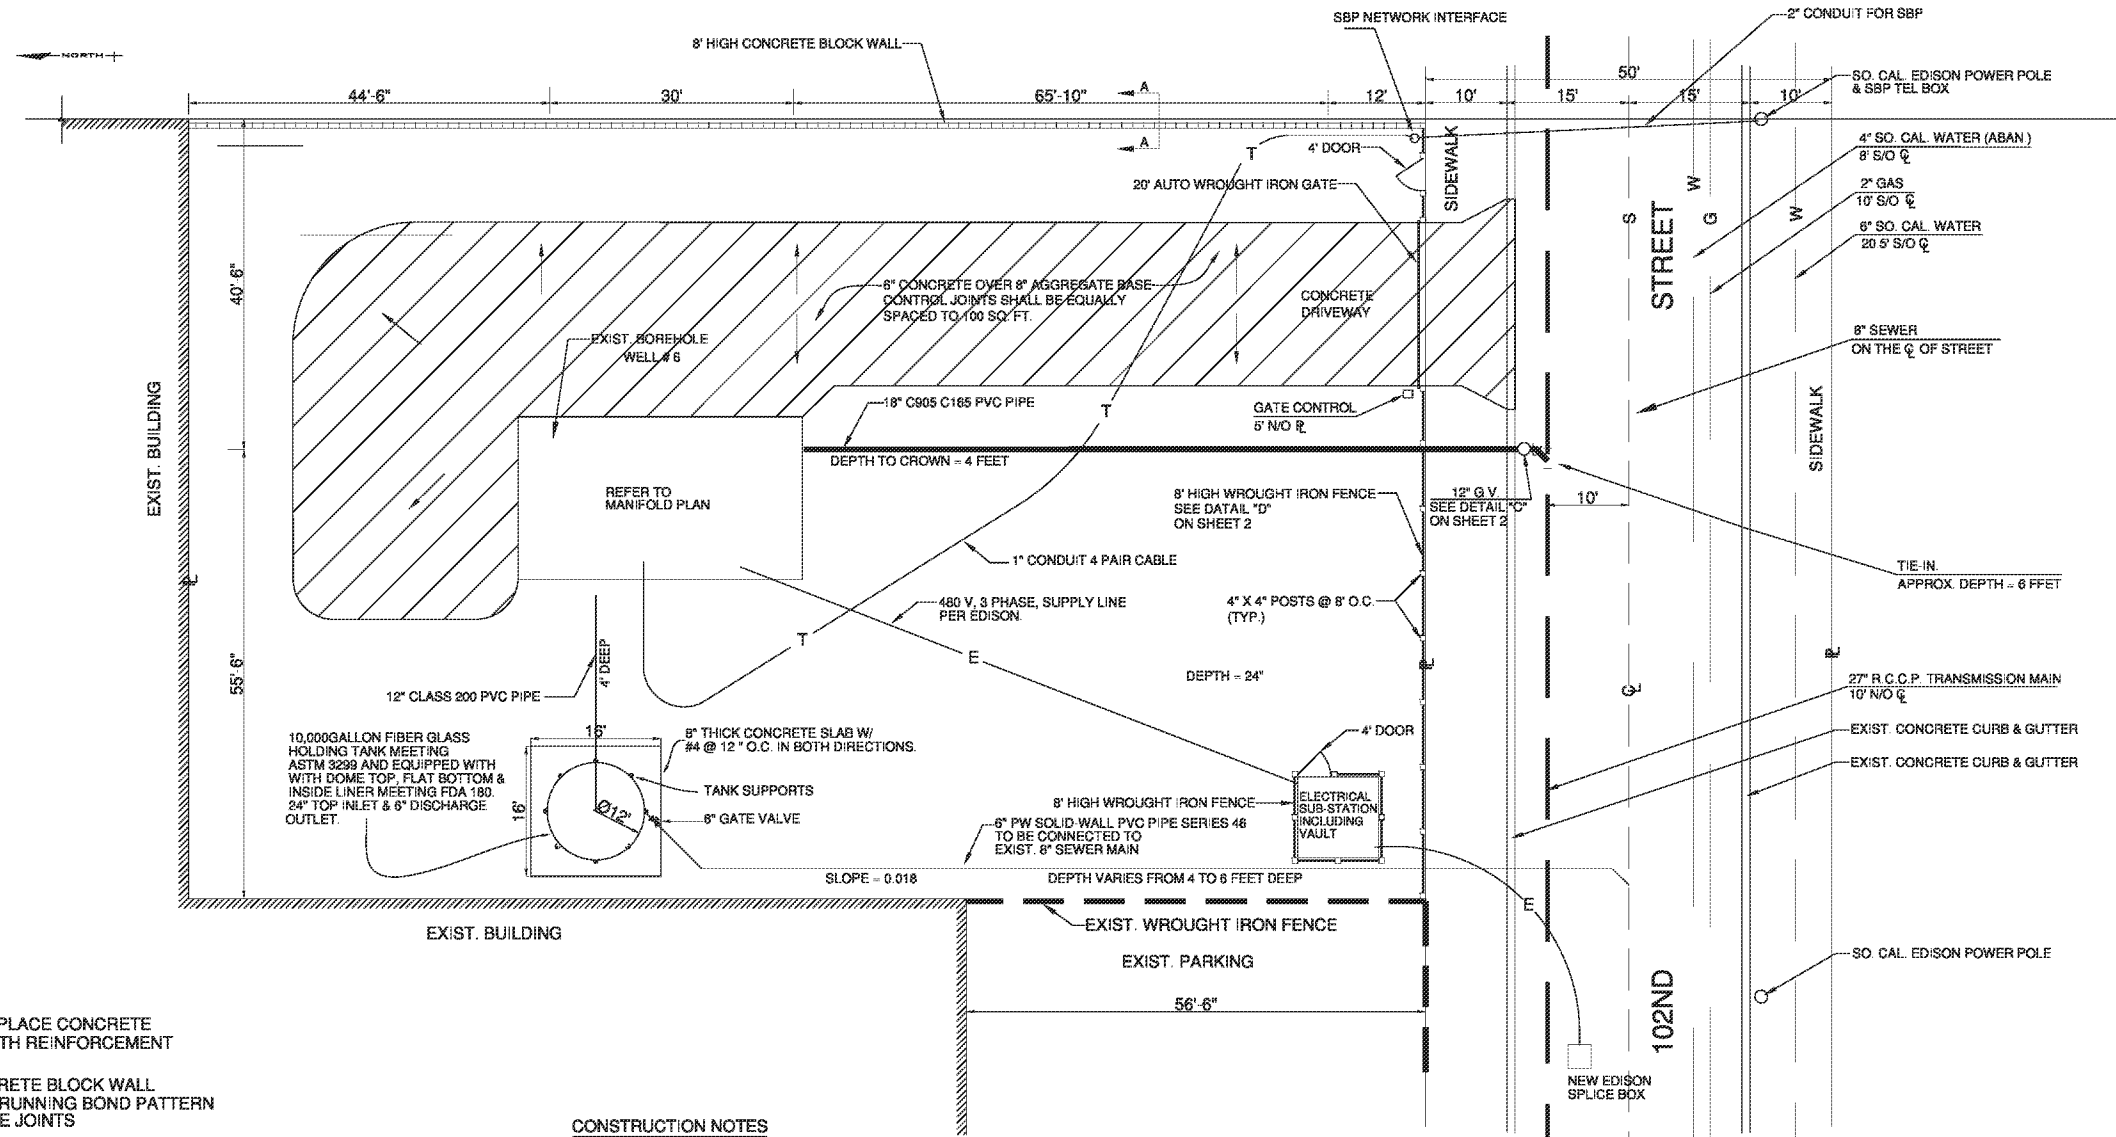 SBP NETWORK INTERFACE
2" CONDUIT FOR SBP
8' HIGH CONCRETE BLOCK WALL
NORTH
50'
SO. CAL. EDISON POWER POLE
& SBP TEL BOX
44'-6"
30'
65'-10"
A
12'
10'
15'
15'
10'
A
T
4' DOOR
SIDEWALK
4" SO. CAL. WATER (ABAN.)
8' S/O ℄
20' AUTO WROUGHT IRON GATE
W
2" GAS
10' S/O ℄
S
G
W
STREET
6" SO. CAL. WATER
20.5' S/O ℄
40'-6"
6" CONCRETE OVER 8" AGGREGATE BASE
CONTROL JOINTS SHALL BE EQUALLY
SPACED TO 100 SQ. FT.
CONCRETE
DRIVEWAY
EXIST. BOREHOLE
WELL # 6
8" SEWER
ON THE ℄ OF STREET
EXIST. BUILDING
18" C905 C165 PVC PIPE
T
GATE CONTROL
5' N/O PL
SIDEWALK
DEPTH TO CROWN = 4 FEET
REFER TO
MANIFOLD PLAN
8' HIGH WROUGHT IRON FENCE
SEE DATAIL "D"
ON SHEET 2
12" G.V.
SEE DETAIL "C"
ON SHEET 2
10'
1" CONDUIT 4 PAIR CABLE
TIE-IN.
APPROX. DEPTH = 6 FFET
PL
480 V, 3 PHASE, SUPPLY LINE
PER EDISON.
4" X 4" POSTS @ 8' O.C.
(TYP.)
T
E
PL
PL
4' DEEP
DEPTH = 24"
55'-6"
12" CLASS 200 PVC PIPE
℄
27" R.C.C.P. TRANSMISSION MAIN
10' N/O ℄
16'
8" THICK CONCRETE SLAB W/
#4 @ 12 " O.C. IN BOTH DIRECTIONS.
4' DOOR
EXIST. CONCRETE CURB & GUTTER
10,000GALLON FIBER GLASS
HOLDING TANK MEETING
ASTM 3299 AND EQUIPPED WITH
WITH DOME TOP, FLAT BOTTOM &
INSIDE LINER MEETING FDA 180.
24" TOP INLET & 6" DISCHARGE
OUTLET.
EXIST. CONCRETE CURB & GUTTER
TANK SUPPORTS
16'
Ø12'
6" GATE VALVE
8' HIGH WROUGHT IRON FENCE
ELECTRICAL
SUB-STATION
INCLUDING
VAULT
6" PW SOLID-WALL PVC PIPE SERIES 46
TO BE CONNECTED TO
EXIST. 8" SEWER MAIN
SLOPE = 0.018
DEPTH VARIES FROM 4 TO 6 FEET DEEP
E
EXIST. WROUGHT IRON FENCE
EXIST. BUILDING
EXIST. PARKING
SO. CAL. EDISON POWER POLE
56'-6"
102ND
PLACE CONCRETE
TH REINFORCEMENT
NEW EDISON
SPLICE BOX
RETE BLOCK WALL
RUNNING BOND PATTERN
E JOINTS
CONSTRUCTION NOTES